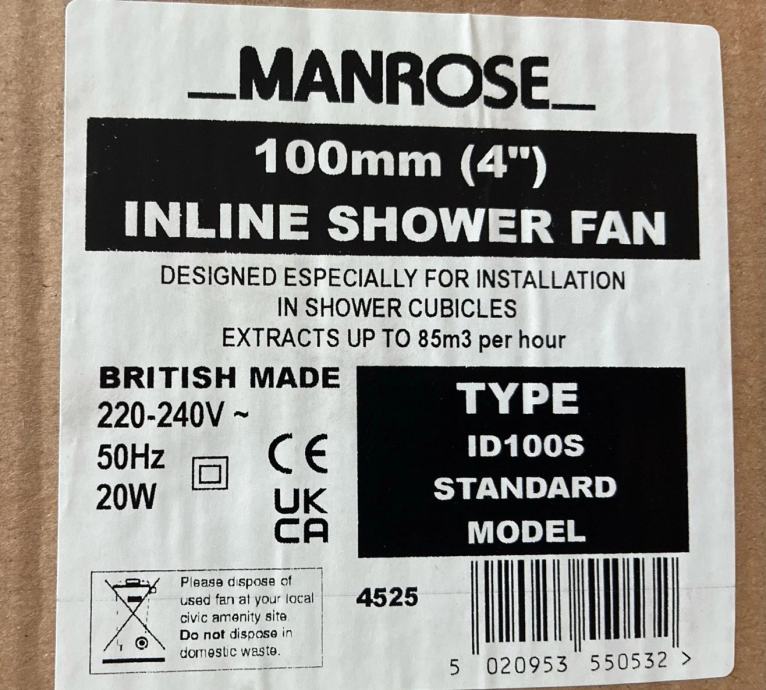 MANROSE
100mm (4")
INLINE SHOWER FAN
DESIGNED ESPECIALLY FOR INSTALLATION
IN SHOWER CUBICLES
EXTRACTS UP TO 85m3 per hour
BRITISH MADE
220-240V ~
50Hz
20W
CE
UK
CA
TYPE
ID100S
STANDARD
MODEL
Please dispose of
used fan at your local
civic amenity site.
Do not dispose in
domestic waste.
4525
5 020953 550532 >